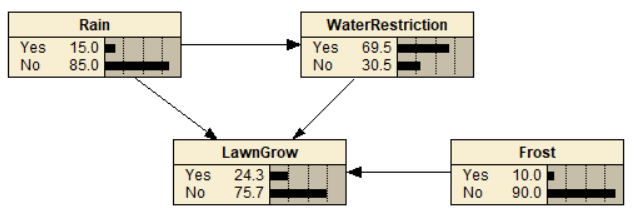 Rain
Yes 15.0
No 85.0
WaterRestriction
Yes 69.5
No 30.5
LawnGrow
Yes 24.3
No 75.7
Frost
Yes 10.0
No 90.0